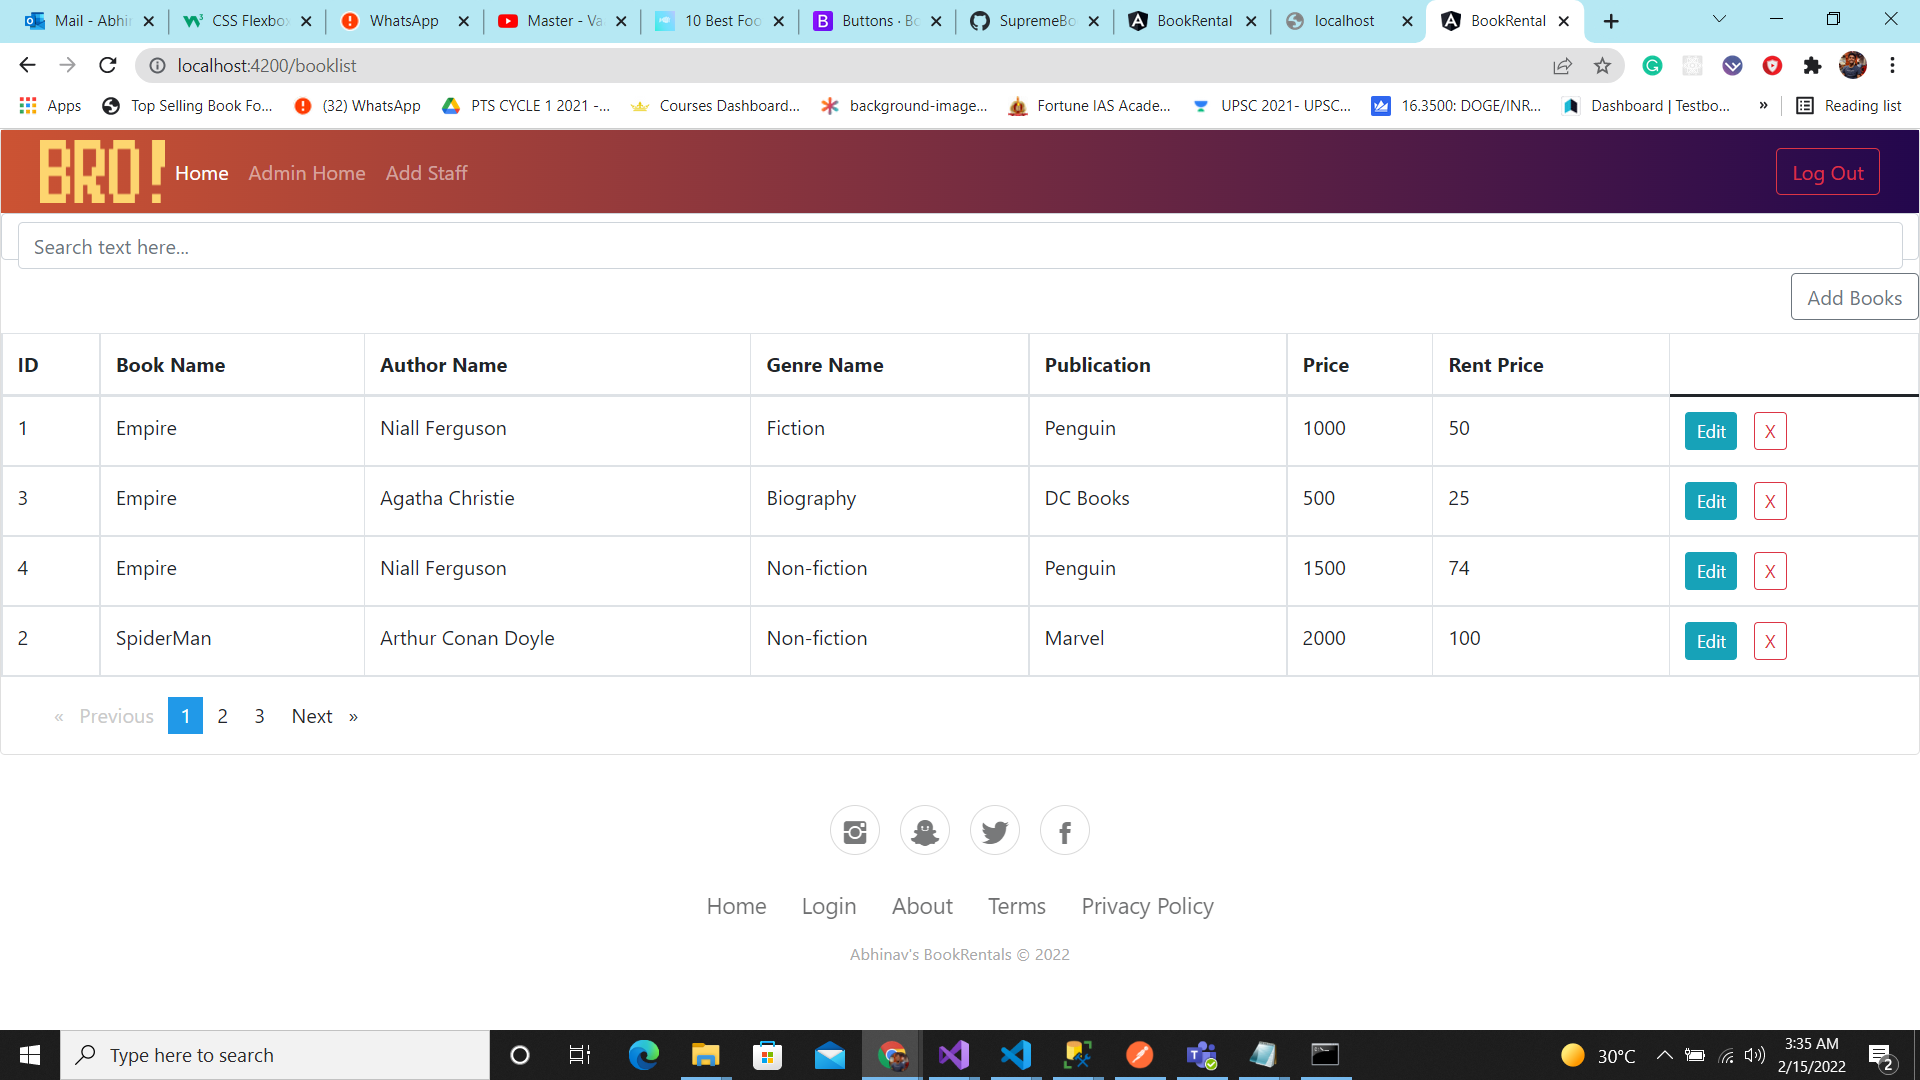 Mail - Abhin
CSS Flexbo
WhatsApp
Master - Va
10 Best Foo
Buttons · Bo
SupremeBo
BookRental
localhost
BookRental
localhost:4200/booklist
Apps
Top Selling Book Fo...
(32) WhatsApp
PTS CYCLE 1 2021 -...
Courses Dashboard...
background-image...
Fortune IAS Acade...
UPSC 2021- UPSC...
16.3500: DOGE/INR...
Dashboard | Testbo...
»
Reading list
BRO! Home Admin Home Add Staff Log Out
Search text here...
Add Books
ID Book Name Author Name Genre Name Publication Price Rent Price
1 Empire Niall Ferguson Fiction Penguin 1000 50 Edit X
3 Empire Agatha Christie Biography DC Books 500 25 Edit X
4 Empire Niall Ferguson Non-fiction Penguin 1500 74 Edit X
2 SpiderMan Arthur Conan Doyle Non-fiction Marvel 2000 100 Edit X
« Previous 1 2 3 Next »
Home Login About Terms Privacy Policy
Abhinav's BookRentals © 2022
Type here to search
30°C
3:35 AM
2/15/2022
2